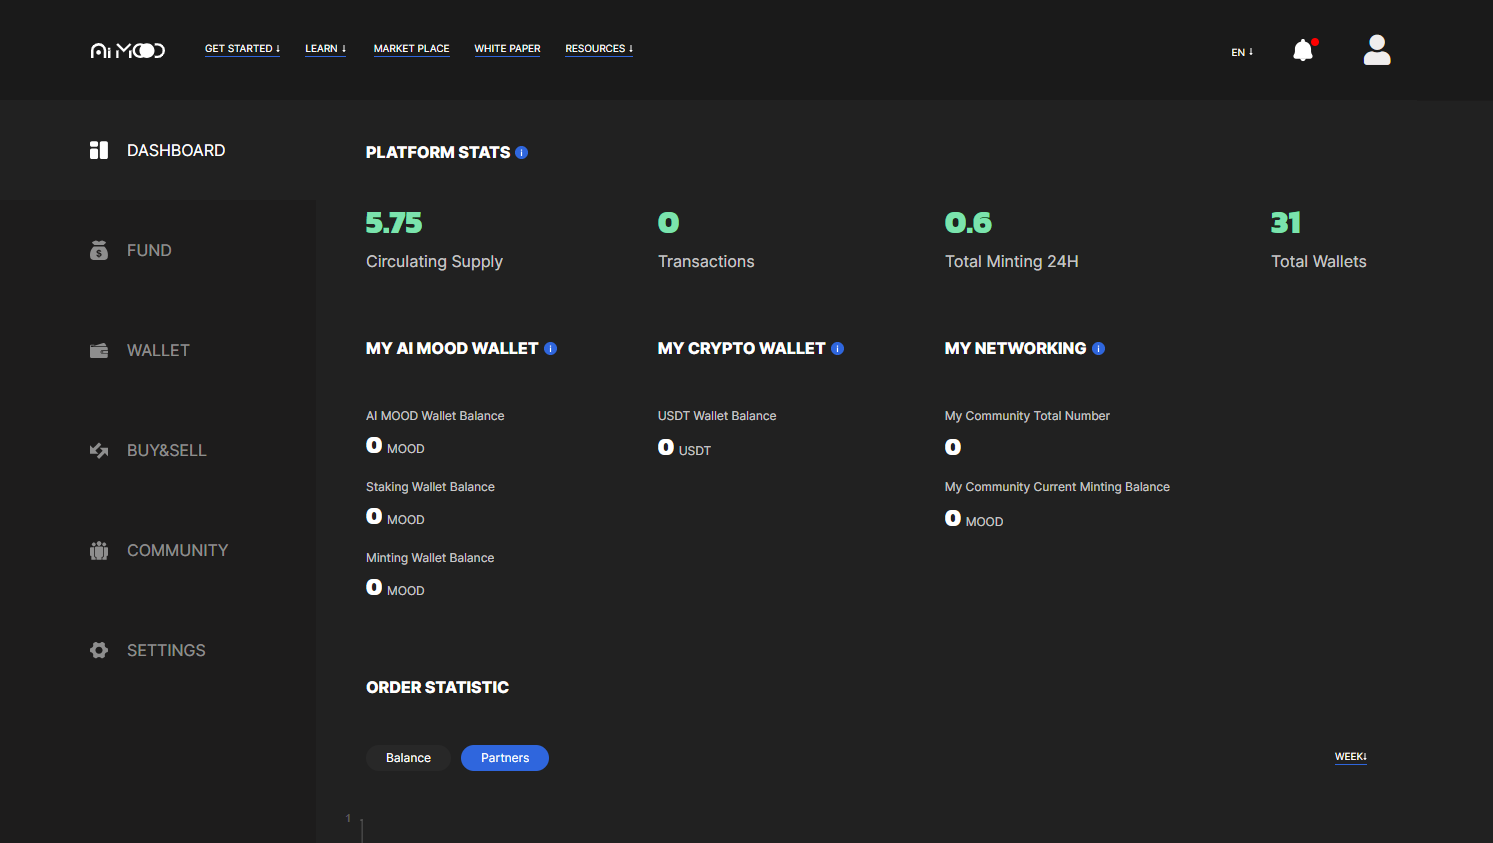 Ai MOOD
GET STARTED ↓
LEARN ↓
MARKET PLACE
WHITE PAPER
RESOURCES ↓
EN ↓
DASHBOARD
FUND
WALLET
BUY&SELL
COMMUNITY
SETTINGS
PLATFORM STATS i
5.75
Circulating Supply
0
Transactions
0.6
Total Minting 24H
31
Total Wallets
MY AI MOOD WALLET i
AI MOOD Wallet Balance
0 MOOD
Staking Wallet Balance
0 MOOD
Minting Wallet Balance
0 MOOD
MY CRYPTO WALLET i
USDT Wallet Balance
0 USDT
MY NETWORKING i
My Community Total Number
0
My Community Current Minting Balance
0 MOOD
ORDER STATISTIC
Balance
Partners
WEEK↓
1